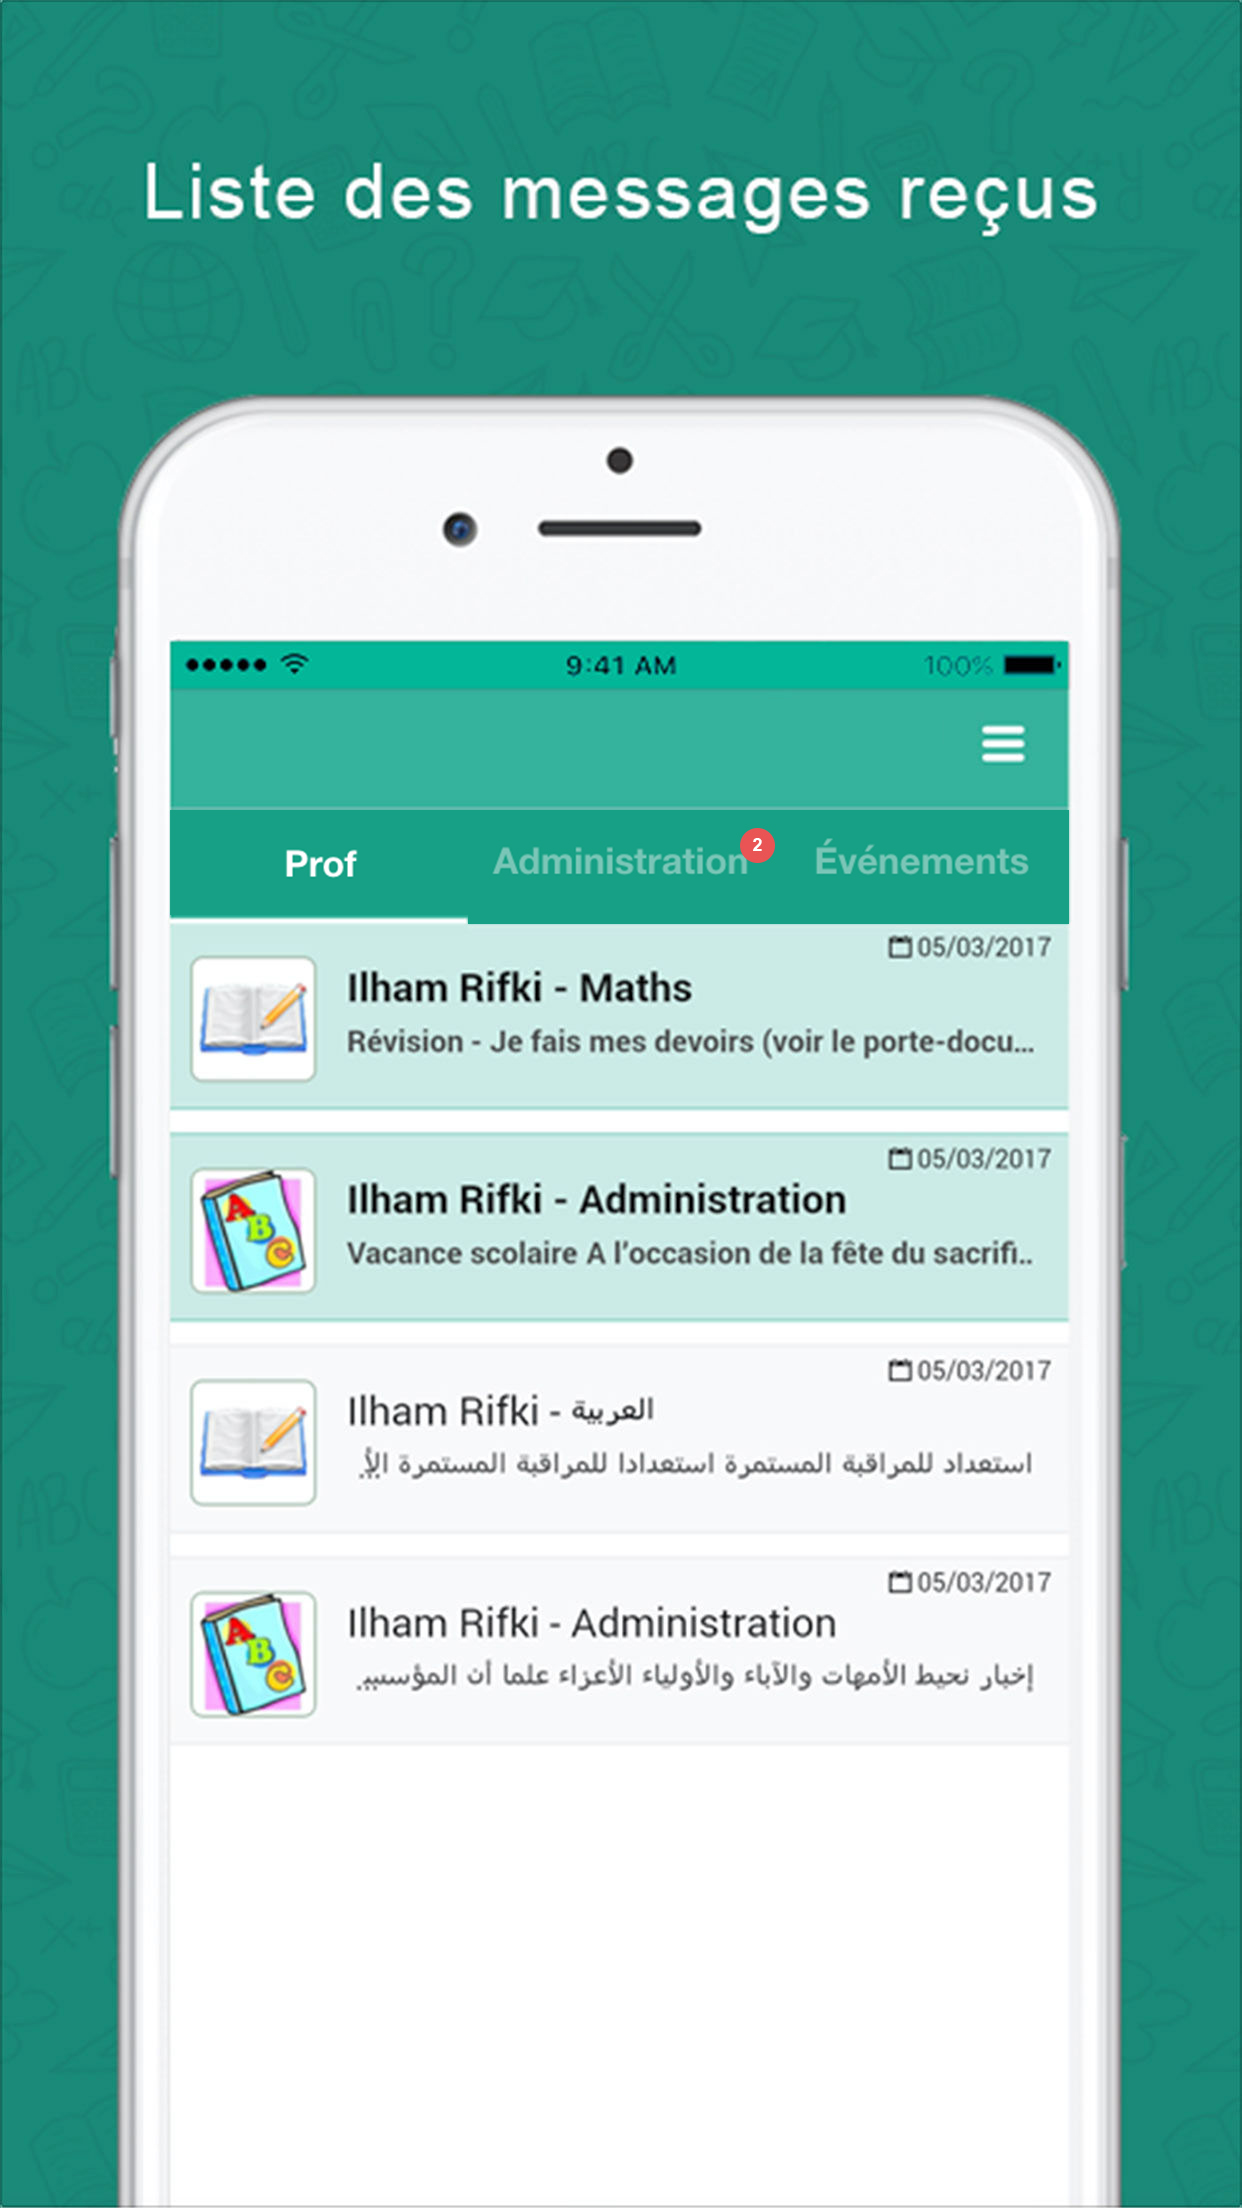 Liste des messages reçus
9:41 AM
100%
Prof
Administration
2
Événements
05/03/2017
Ilham Rifki - Maths
Révision - Je fais mes devoirs (voir le porte-docu...
05/03/2017
Ilham Rifki - Administration
Vacance scolaire A l'occasion de la fête du sacrifi..
05/03/2017
Ilham Rifki - العربية
استعداد للمراقبة المستمرة استعدادا للمراقبة المستمرة الأ..
05/03/2017
Ilham Rifki - Administration
إخبار نحيط الأمهات والآباء والأولياء الأعزاء علما أن المؤسسـ..